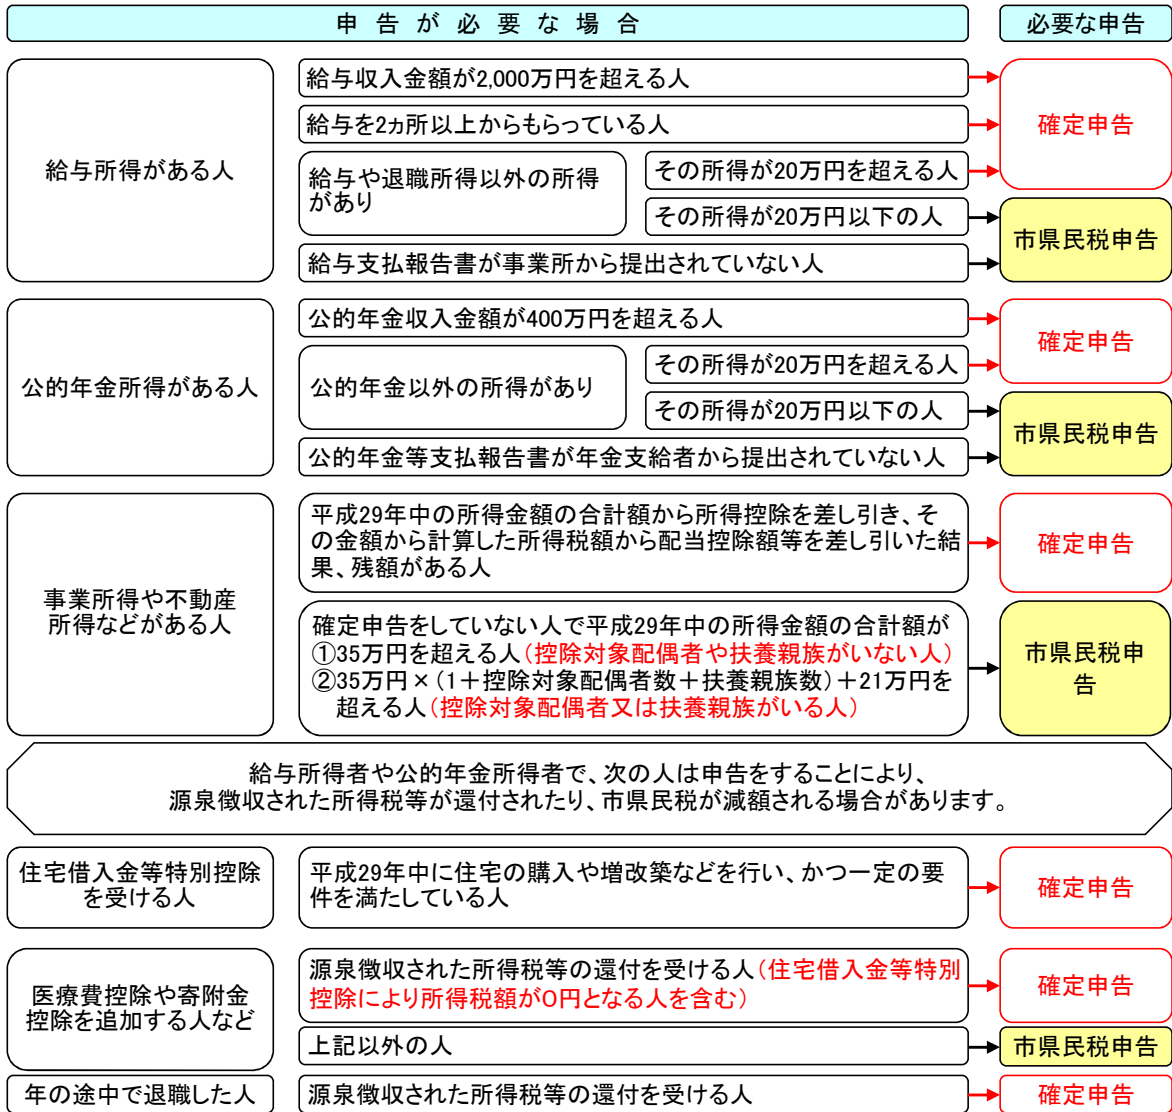 申告が必要な場合
必要な申告
給与所得がある人
給与収入金額が2,000万円を超える人
給与を2ヵ所以上からもらっている人
確定申告
給与や退職所得以外の所得
があり
その所得が20万円を超える人
その所得が20万円以下の人
給与支払報告書が事業所から提出されていない人
市県民税申告
公的年金所得がある人
公的年金収入金額が400万円を超える人
公的年金以外の所得があり
その所得が20万円を超える人
確定申告
その所得が20万円以下の人
公的年金等支払報告書が年金支給者から提出されていない人
市県民税申告
事業所得や不動産
所得などがある人
平成29年中の所得金額の合計額から所得控除を差し引き、そ
の金額から計算した所得税額から配当控除額等を差し引いた結
果、残額がある人
確定申告
確定申告をしていない人で平成29年中の所得金額の合計額が
①35万円を超える人(控除対象配偶者や扶養親族がいない人)
②35万円×(1+控除対象配偶者数+扶養親族数)+21万円を
超える人(控除対象配偶者又は扶養親族がいる人)
市県民税申
告
給与所得者や公的年金所得者で、次の人は申告をすることにより、
源泉徴収された所得税等が還付されたり、市県民税が減額される場合があります。
住宅借入金等特別控除
を受ける人
平成29年中に住宅の購入や増改築などを行い、かつ一定の要
件を満たしている人
確定申告
医療費控除や寄附金
控除を追加する人など
源泉徴収された所得税等の還付を受ける人(住宅借入金等特別
控除により所得税額が0円となる人を含む)
確定申告
上記以外の人
市県民税申告
年の途中で退職した人
源泉徴収された所得税等の還付を受ける人
確定申告